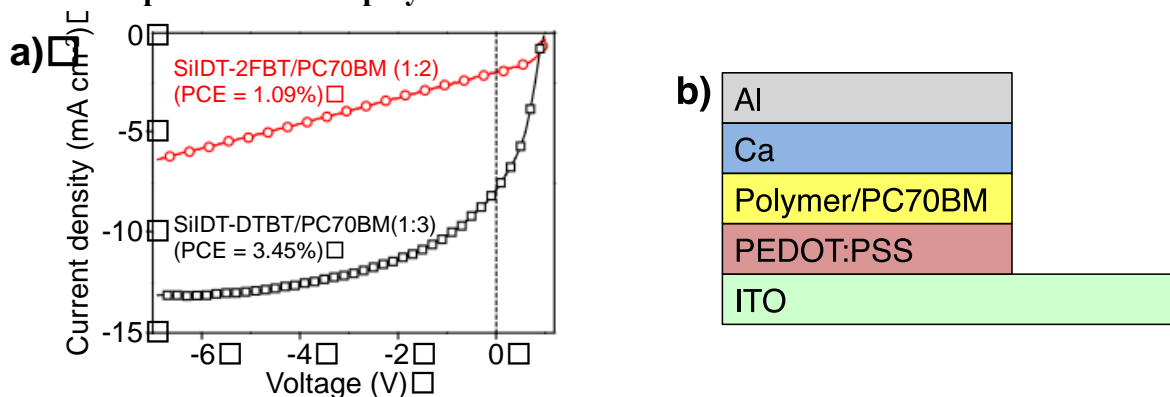 a)□
Current density (mA cm⁻²)□
0□
-5□
-10□
-15□
SiIDT-2FBT/PC70BM (1:2)
(PCE = 1.09%)□
SiIDT-DTBT/PC70BM(1:3)
(PCE = 3.45%)□
-6□ -4□ -2□ 0□
Voltage (V)□
b)
Al
Ca
Polymer/PC70BM
PEDOT:PSS
ITO